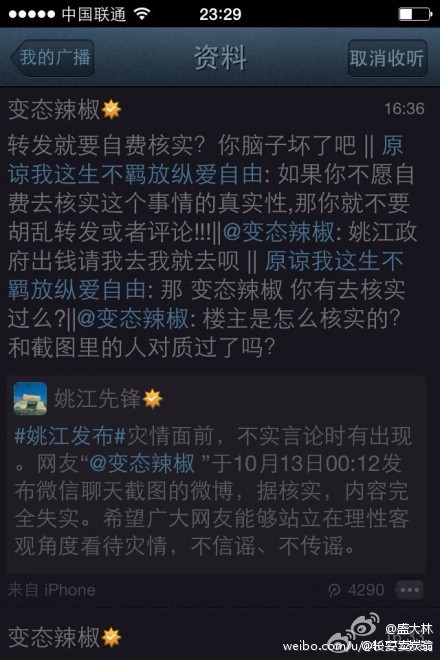 中国联通 23:29
我的广播 资料 取消收听
变态辣椒 16:36
转发就要自费核实？你脑子坏了吧 || 原
谅我这生不羁放纵爱自由: 如果你不愿自
费去核实这个事情的真实性,那你就不要
胡乱转发或者评论!!!||@变态辣椒: 姚江政
府出钱请我去我就去呗 || 原谅我这生不
羁放纵爱自由: 那 变态辣椒 你有去核实
过么?||@变态辣椒: 楼主是怎么核实的?
和截图里的人对质过了吗?
姚江先锋
#姚江发布#灾情面前，不实言论时有出现
。网友“@变态辣椒 ”于10月13日00:12发
布微信聊天截图的微博，据核实，内容完
全失实。希望广大网友能够站立在理性客
观角度看待灾情，不信谣、不传谣。
来自 iPhone 4290
变态辣椒
@盛大林